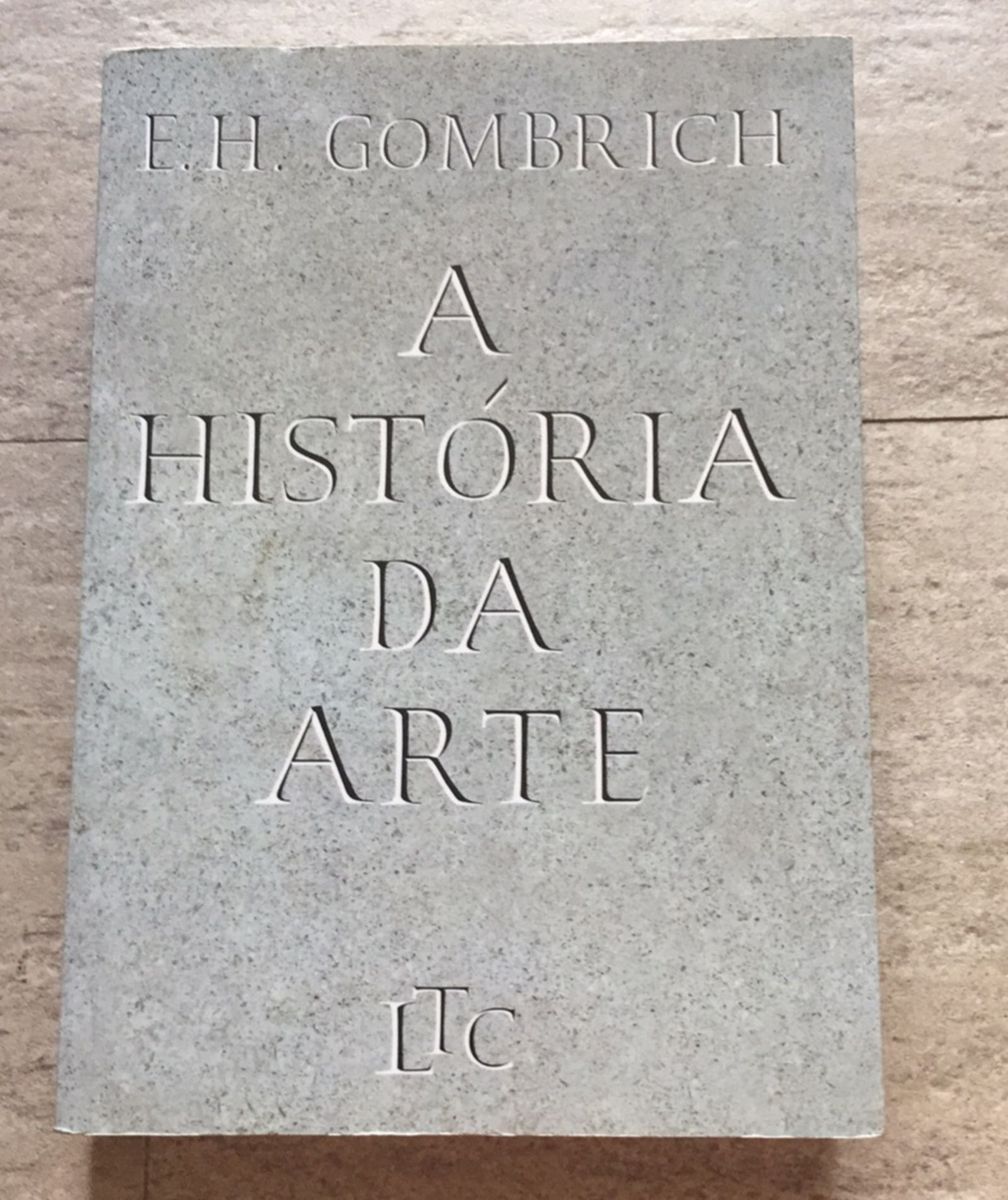 E.H. GOMBRICH
A
HISTÓRIA
DA
ARTE
LTC